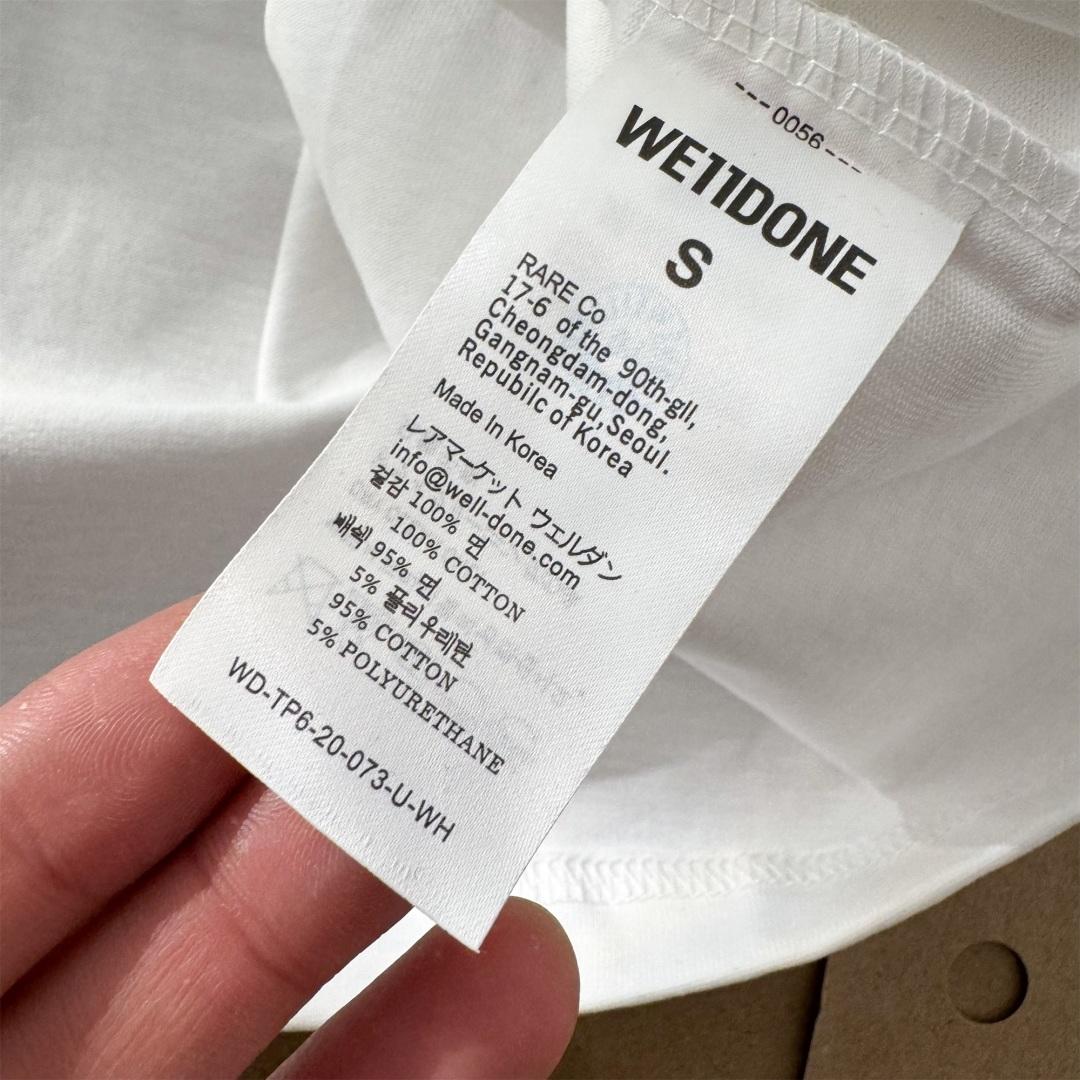 ---0056---
WE11DONE
S
RARE Co
17-6 of the 90th-gll,
Cheongdam-dong,
Gangnam-gu, Seoul.
Repubilc of Korea
Made In Korea
レアマーケット ウェルダン
info@well-done.com
겉감 100% 면
100% COTTON
배색 95% 면
5% 폴리우레탄
95% COTTON
5% POLYURETHANE
WD-TP6-20-073-U-WH